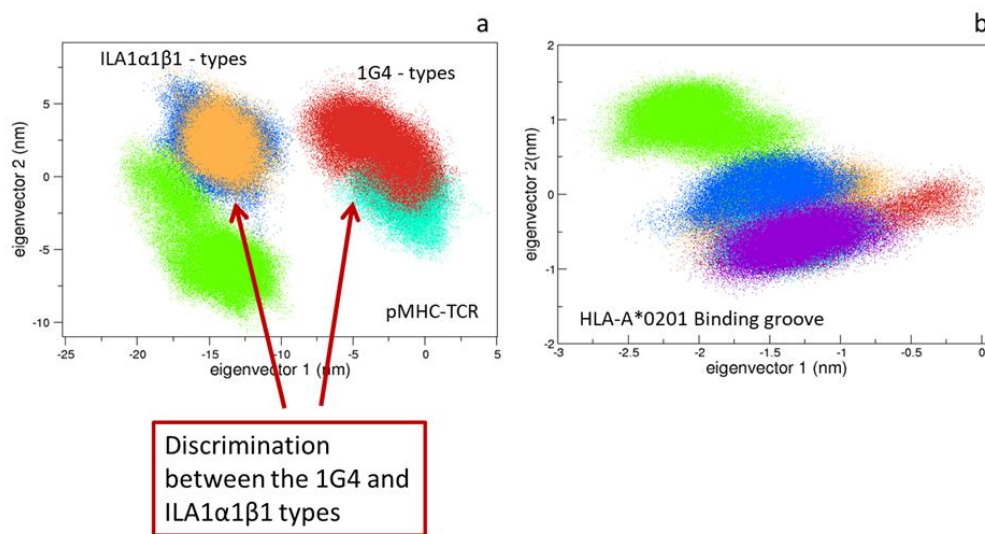 a
ILA1α1β1 - types
1G4 - types
5
0
-5
-10
eigenvector 2 (nm)
pMHC-TCR
-25
-20
-15
-10
-5
0
5
eigenvector 1 (nm)
b
2
1
0
-1
-2
eigenvector 2(nm)
HLA-A*0201 Binding groove
-3
-2.5
-2
-1.5
-1
-0.5
0
eigenvector 1 (nm)
Discrimination
between the 1G4 and
ILA1α1β1 types